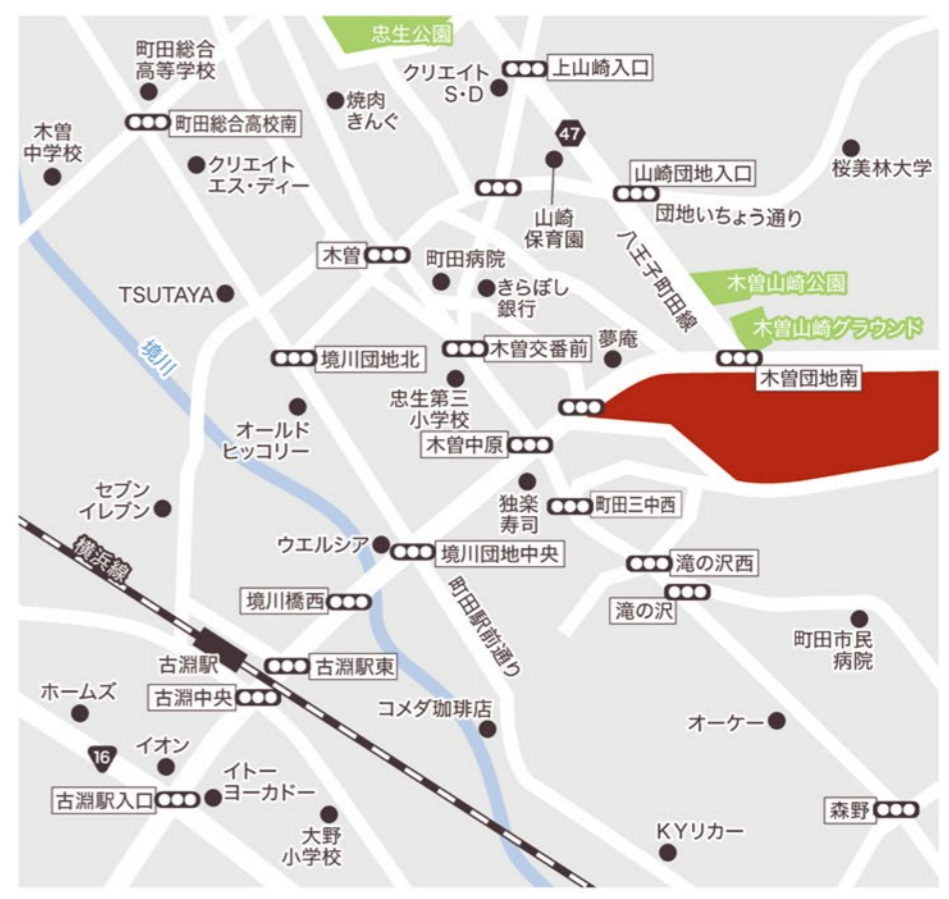 忠生公園
町田総合
高等学校
クリエイト
S・D
上山崎入口
焼肉
きんぐ
町田総合高校南
木曽
中学校
クリエイト
エス・ディー
47
山崎
保育園
山崎団地入口
団地いちょう通り
桜美林大学
八王子町田線
木曽
町田病院
きらぼし
銀行
TSUTAYA
木曽山崎公園
木曽山崎グラウンド
境川
境川団地北
木曽交番前
夢庵
木曽団地南
忠生第三
小学校
オールド
ヒッコリー
木曽中原
セブン
イレブン
独楽
寿司
町田三中西
横浜線
ウエルシア
境川団地中央
滝の沢西
境川橋西
町田駅前通り
滝の沢
町田市民
病院
古淵駅
古淵駅東
ホームズ
古淵中央
コメダ珈琲店
オーケー
16
イオン
イトー
ヨーカドー
古淵駅入口
大野
小学校
KYリカー
森野